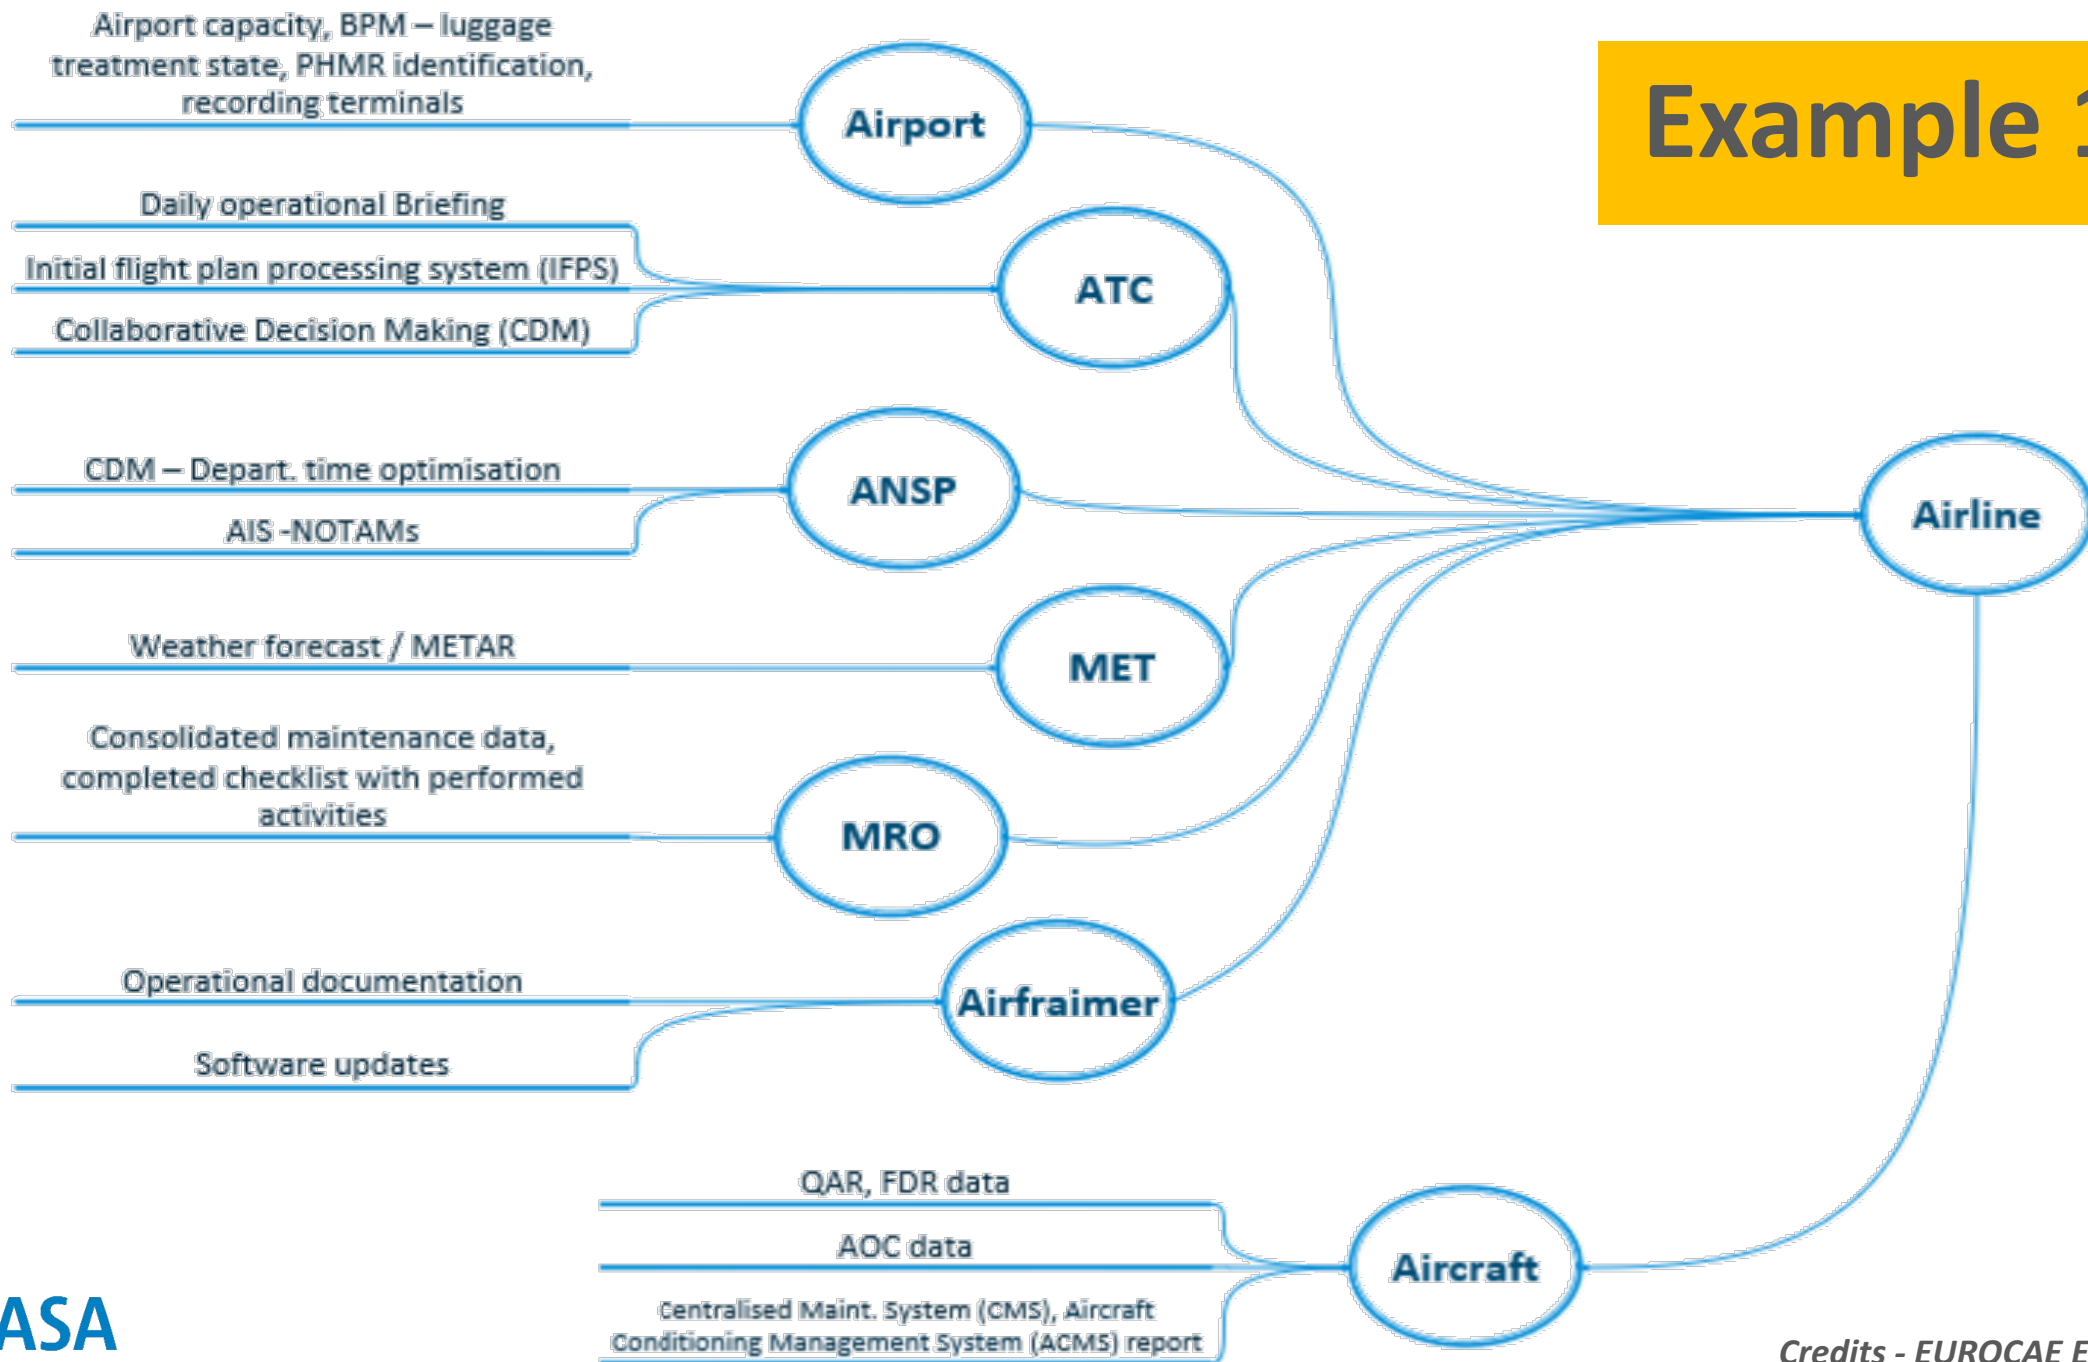 Airport capacity, BPM – luggage
treatment state, PHMR identification,
recording terminals
Airport
Example 1
Daily operational Briefing
Initial flight plan processing system (IFPS)
Collaborative Decision Making (CDM)
ATC
CDM – Depart. time optimisation
AIS -NOTAMs
ANSP
Airline
Weather forecast / METAR
MET
Consolidated maintenance data,
completed checklist with performed
activities
MRO
Operational documentation
Software updates
Airfraimer
QAR, FDR data
AOC data
Centralised Maint. System (CMS), Aircraft
Conditioning Management System (ACMS) report
Aircraft
ASA
Credits - EUROCAE E